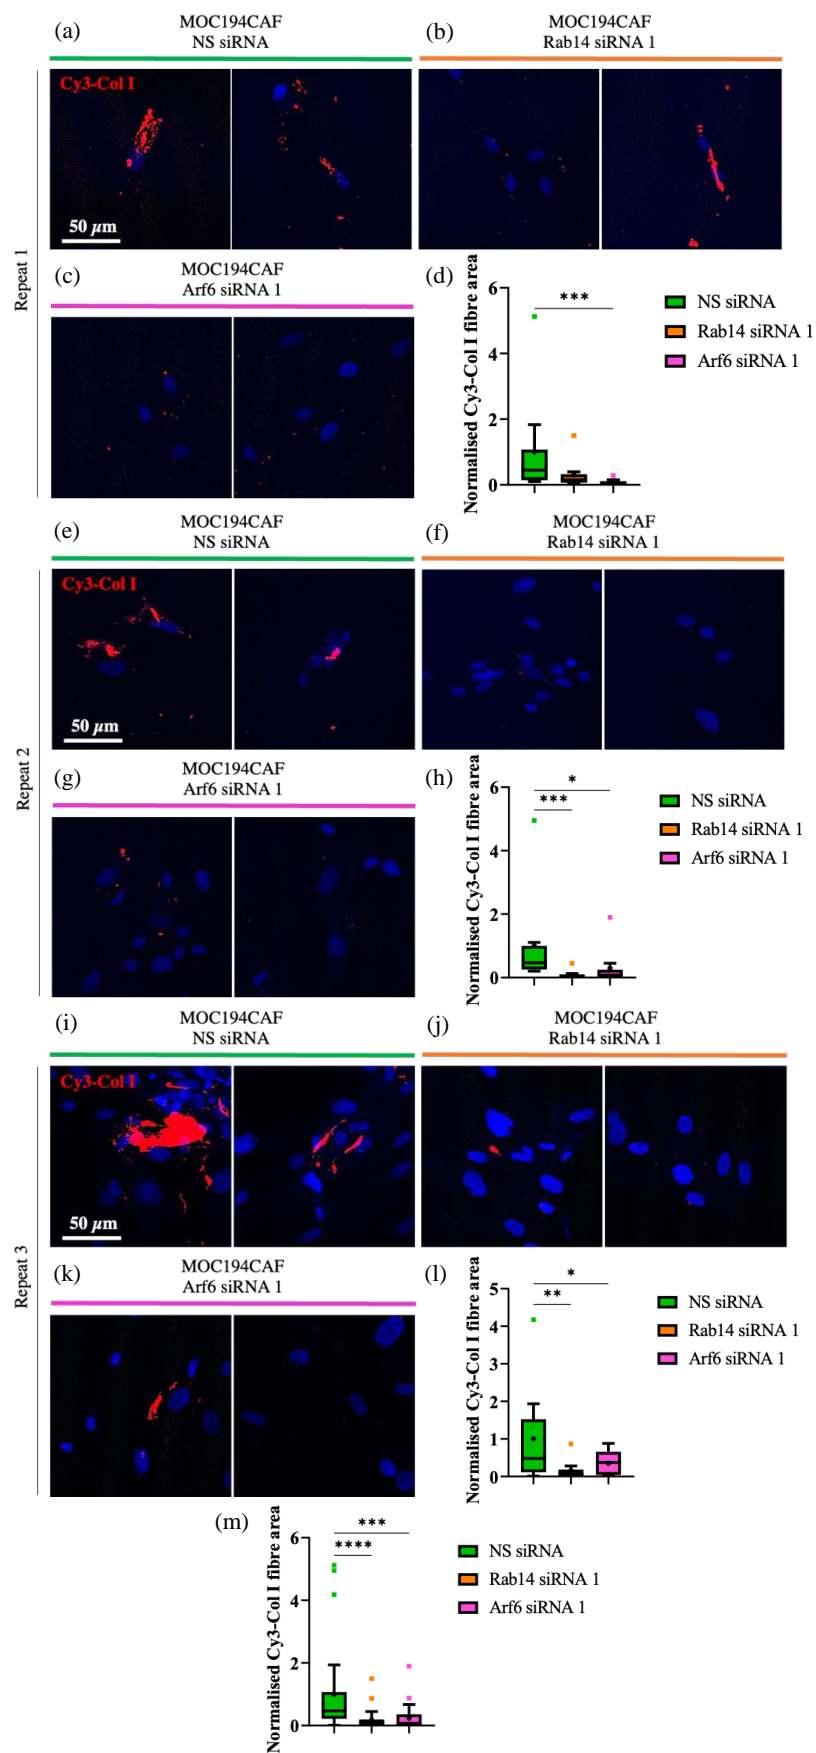 (a)
MOC194CAF
NS siRNA
(b)
MOC194CAF
Rab14 siRNA 1
Repeat 1
Cy3-Col I
50 µm
(c)
MOC194CAF
Arf6 siRNA 1
(d)
Normalised Cy3-Col I fibre area
6
4
2
0
***
NS siRNA
Rab14 siRNA 1
Arf6 siRNA 1
(e)
MOC194CAF
NS siRNA
(f)
MOC194CAF
Rab14 siRNA 1
Repeat 2
Cy3-Col I
50 µm
(g)
MOC194CAF
Arf6 siRNA 1
(h)
Normalised Cy3-Col I fibre area
6
4
2
0
*
***
NS siRNA
Rab14 siRNA 1
Arf6 siRNA 1
(i)
MOC194CAF
NS siRNA
(j)
MOC194CAF
Rab14 siRNA 1
Repeat 3
Cy3-Col I
50 µm
(k)
MOC194CAF
Arf6 siRNA 1
(l)
Normalised Cy3-Col I fibre area
5
4
3
2
1
0
*
**
NS siRNA
Rab14 siRNA 1
Arf6 siRNA 1
(m)
Normalised Cy3-Col I fibre area
6
4
2
0
***
****
NS siRNA
Rab14 siRNA 1
Arf6 siRNA 1